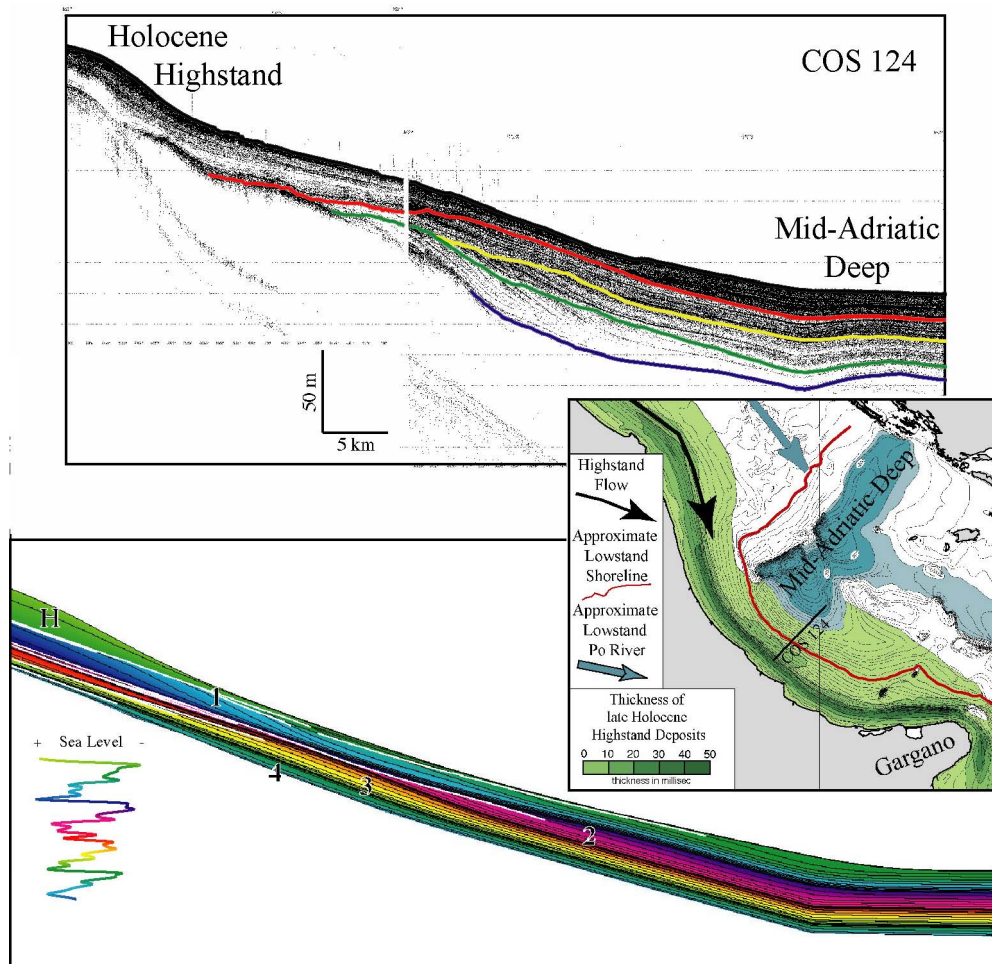 Holocene
Highstand
COS 124
Mid-Adriatic
Deep
50 m
5 km
Highstand
Flow
Approximate
Lowstand
Shoreline
Approximate
Lowstand
Po River
Thickness of
late Holocene
Highstand Deposits
0 10 20 30 40 50
thickness in millisec
Mid-Adriatic Deep
COS 124
Gargano
H
1
+ Sea Level -
4
3
2